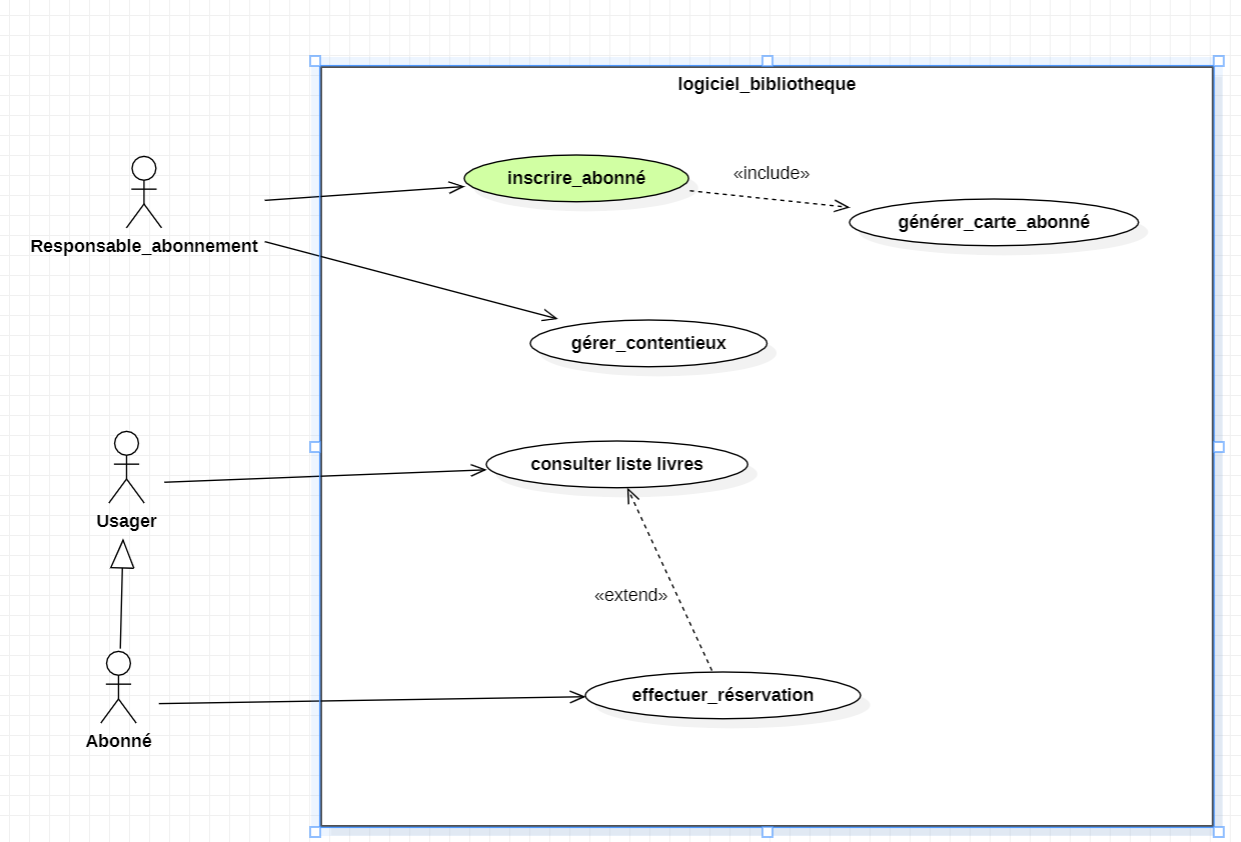 logiciel_bibliotheque
inscrire_abonné
«include»
générer_carte_abonné
Responsable_abonnement
gérer_contentieux
consulter liste livres
Usager
«extend»
effectuer_réservation
Abonné